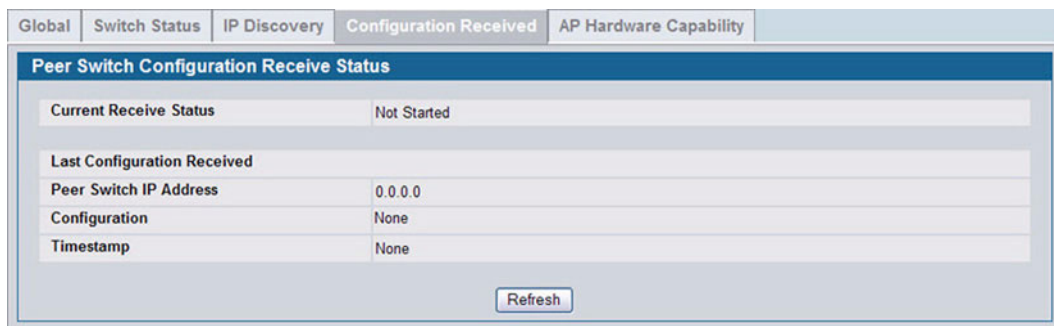 Global Switch Status IP Discovery Configuration Received AP Hardware Capability
Peer Switch Configuration Receive Status
Current Receive Status Not Started
Last Configuration Received
Peer Switch IP Address 0.0.0.0
Configuration None
Timestamp None
Refresh